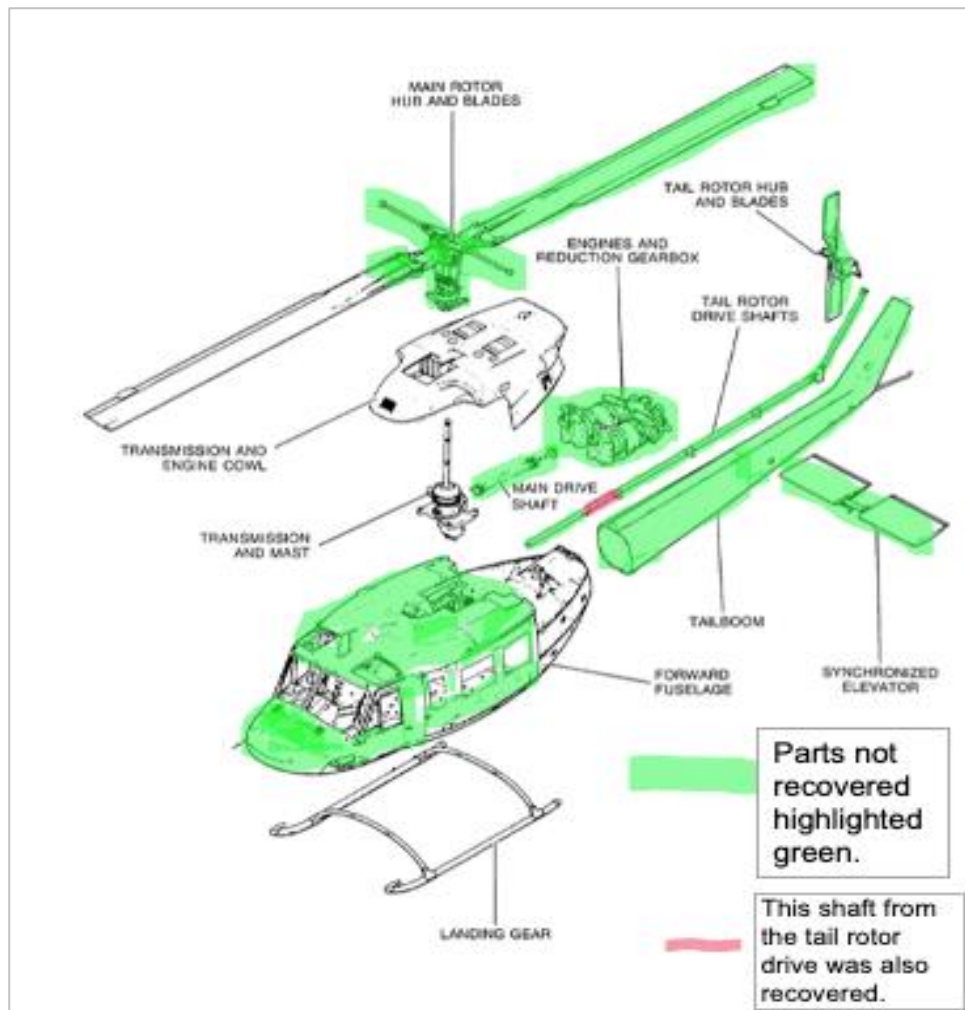 MAIN ROTOR
HUB AND BLADES
TAIL ROTOR HUB
AND BLADES
ENGINES AND
REDUCTION GEARBOX
TAIL ROTOR
DRIVE SHAFTS
TRANSMISSION AND
ENGINE COWL
MAIN DRIVE
SHAFT
TRANSMISSION
AND MAST
TAILBOOM
FORWARD
FUSELAGE
SYNCHRONIZED
ELEVATOR
LANDING GEAR
Parts not
recovered
highlighted
green.
This shaft from
the tail rotor
drive was also
recovered.